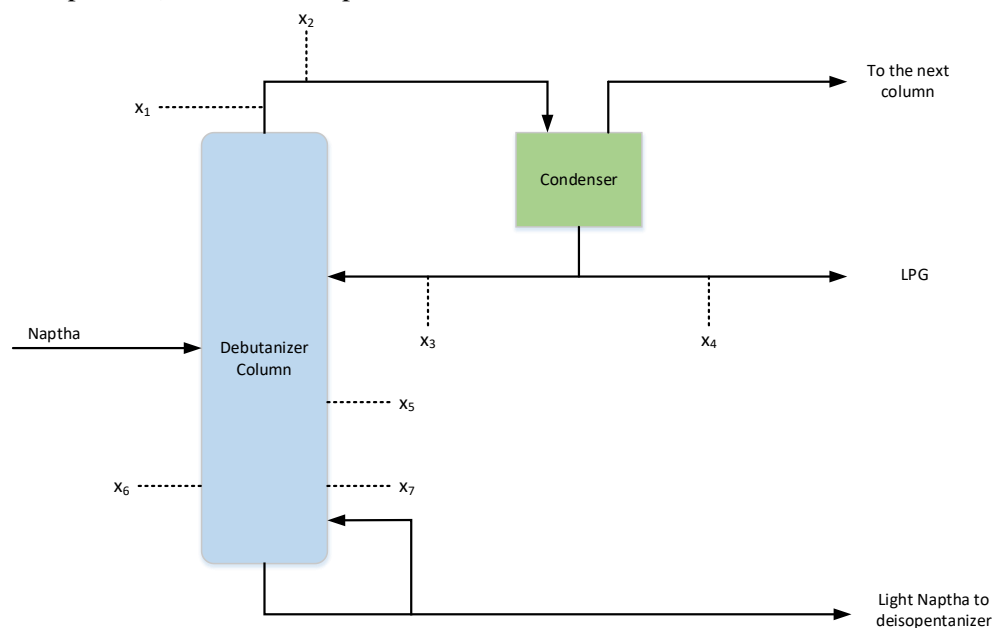 x2
To the next
column
x1
Condenser
LPG
Naptha
x3
x4
Debutanizer
Column
x5
x6
x7
Light Naptha to
deisopentanizer